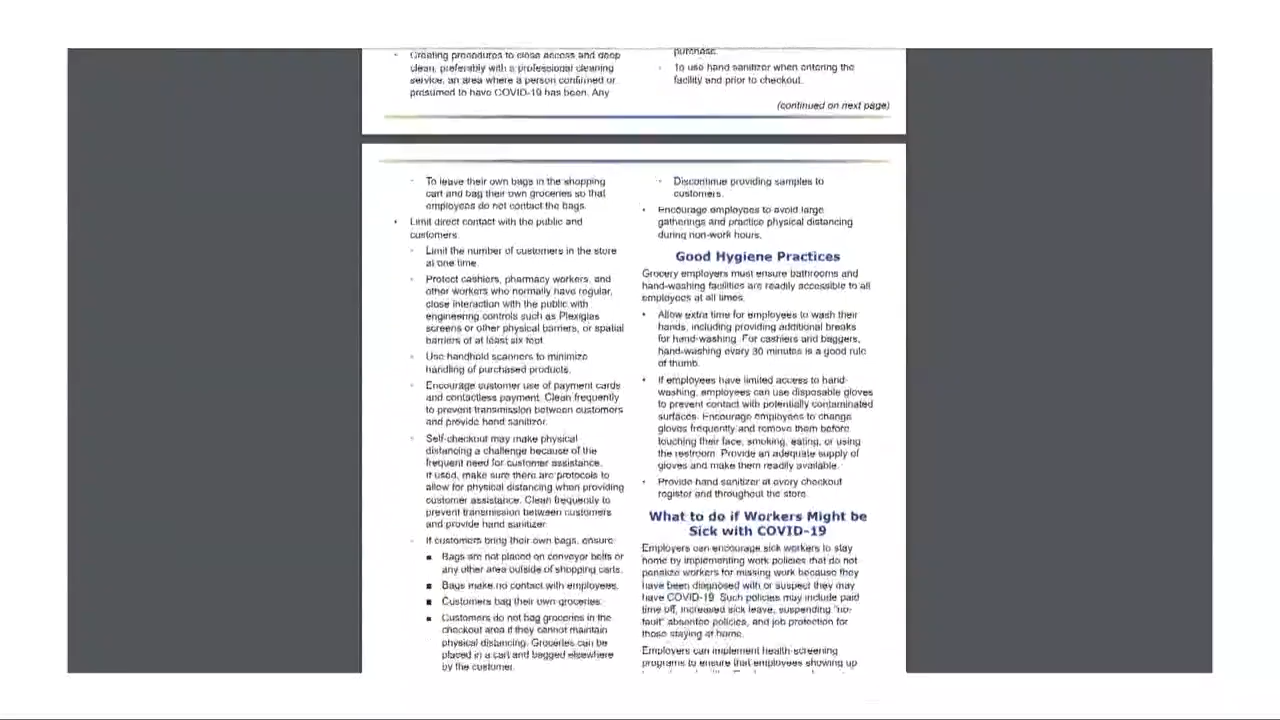 Creating procedures to close access and deep
clean, preferably with a professional cleaning
service, an area where a person confirmed or
presumed to have COVID-19 has been. Any
purchase.
To use hand sanitizer when entering the
facility and prior to checkout.
(continued on next page)
To leave their own bags in the shopping
cart and bag their own groceries so that
employees do not contact the bags.
Limit direct contact with the public and
customers.
Limit the number of customers in the store
at one time.
Protect cashiers, pharmacy workers, and
other workers who normally have regular,
close interaction with the public with
engineering controls such as Plexiglas
screens or other physical barriers, or spatial
barriers of at least six feet.
Use handheld scanners to minimize
handling of purchased products.
Encourage customer use of payment cards
and contactless payment. Clean frequently
to prevent transmission between customers
and provide hand sanitizer.
Self-checkout may make physical
distancing a challenge because of the
frequent need for customer assistance.
If used, make sure there are protocols to
allow for physical distancing when providing
customer assistance. Clean frequently to
prevent transmission between customers
and provide hand sanitizer.
If customers bring their own bags, ensure:
Bags are not placed on conveyor belts or
any other area outside of shopping carts.
Bags make no contact with employees.
Customers bag their own groceries.
Customers do not bag groceries in the
checkout area if they cannot maintain
physical distancing. Groceries can be
placed in a cart and bagged elsewhere
by the customer.
Discontinue providing samples to
customers.
Encourage employees to avoid large
gatherings and practice physical distancing
during non-work hours.
Good Hygiene Practices
Grocery employers must ensure bathrooms and
hand-washing facilities are readily accessible to all
employees at all times.
Allow extra time for employees to wash their
hands, including providing additional breaks
for hand-washing. For cashiers and baggers,
hand-washing every 30 minutes is a good rule
of thumb.
If employees have limited access to hand-
washing, employees can use disposable gloves
to prevent contact with potentially contaminated
surfaces. Encourage employees to change
gloves frequently and remove them before
touching their face, smoking, eating, or using
the restroom. Provide an adequate supply of
gloves and make them readily available.
Provide hand sanitizer at every checkout
register and throughout the store.
What to do if Workers Might be
Sick with COVID-19
Employers can encourage sick workers to stay
home by implementing work policies that do not
penalize workers for missing work because they
have been diagnosed with or suspect they may
have COVID-19. Such policies may include paid
time off, increased sick leave, suspending "no-
fault" absentee policies, and job protection for
those staying at home.
Employers can implement health-screening
programs to ensure that employees showing up